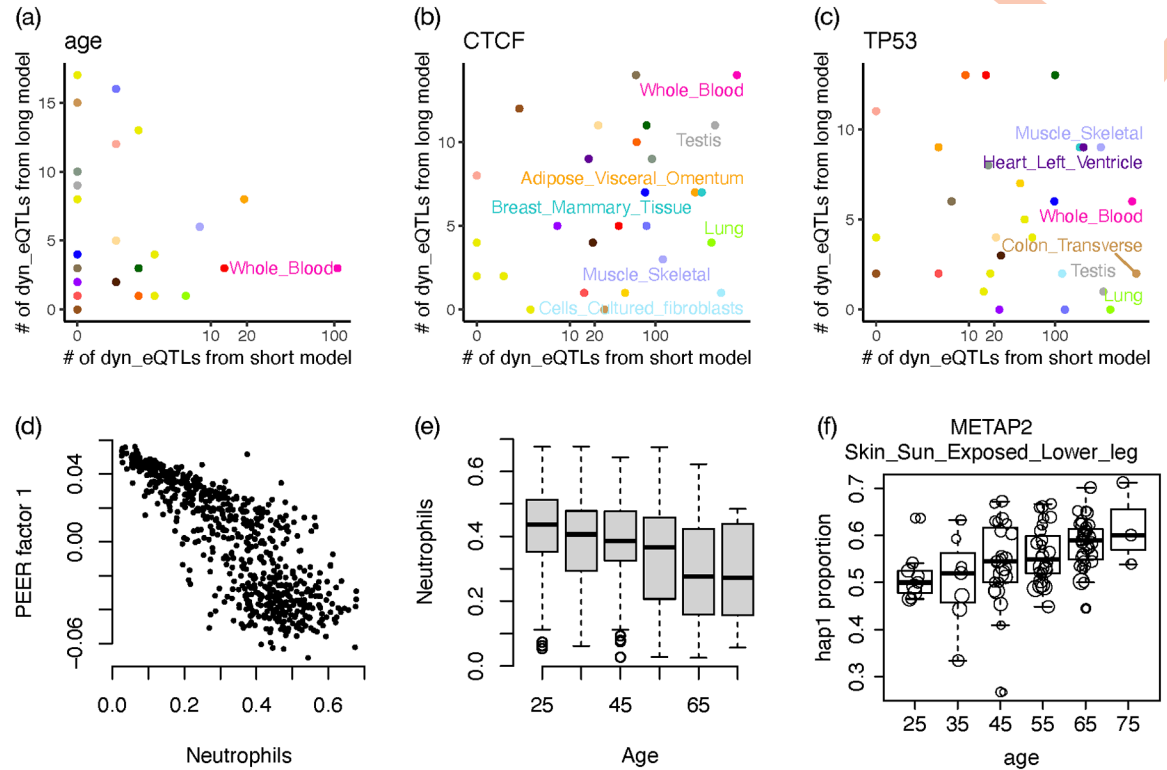 (a)
age
# of dyn_eQTLs from long model
15
10
5
0
Whole_Blood
0
10
20
100
# of dyn_eQTLs from short model
(b)
CTCF
# of dyn_eQTLs from long model
10
5
0
Whole_Blood
Testis
Adipose_Visceral_Omentum
Breast_Mammary_Tissue
Lung
Muscle_Skeletal
Cells_Cultured_fibroblasts
0
10
20
100
# of dyn_eQTLs from short model
(c)
TP53
# of dyn_eQTLs from long model
10
5
0
Muscle_Skeletal
Heart_Left_Ventricle
Whole_Blood
Colon_Transverse
Testis
Lung
0
10
20
100
# of dyn_eQTLs from short model
(d)
PEER factor 1
0.04
0.00
−0.06
0.0
0.2
0.4
0.6
Neutrophils
(e)
Neutrophils
0.6
0.4
0.2
0.0
25
45
65
Age
(f)
METAP2
Skin_Sun_Exposed_Lower_leg
hap1 proportion
0.7
0.6
0.5
0.4
0.3
25
35
45
55
65
75
age